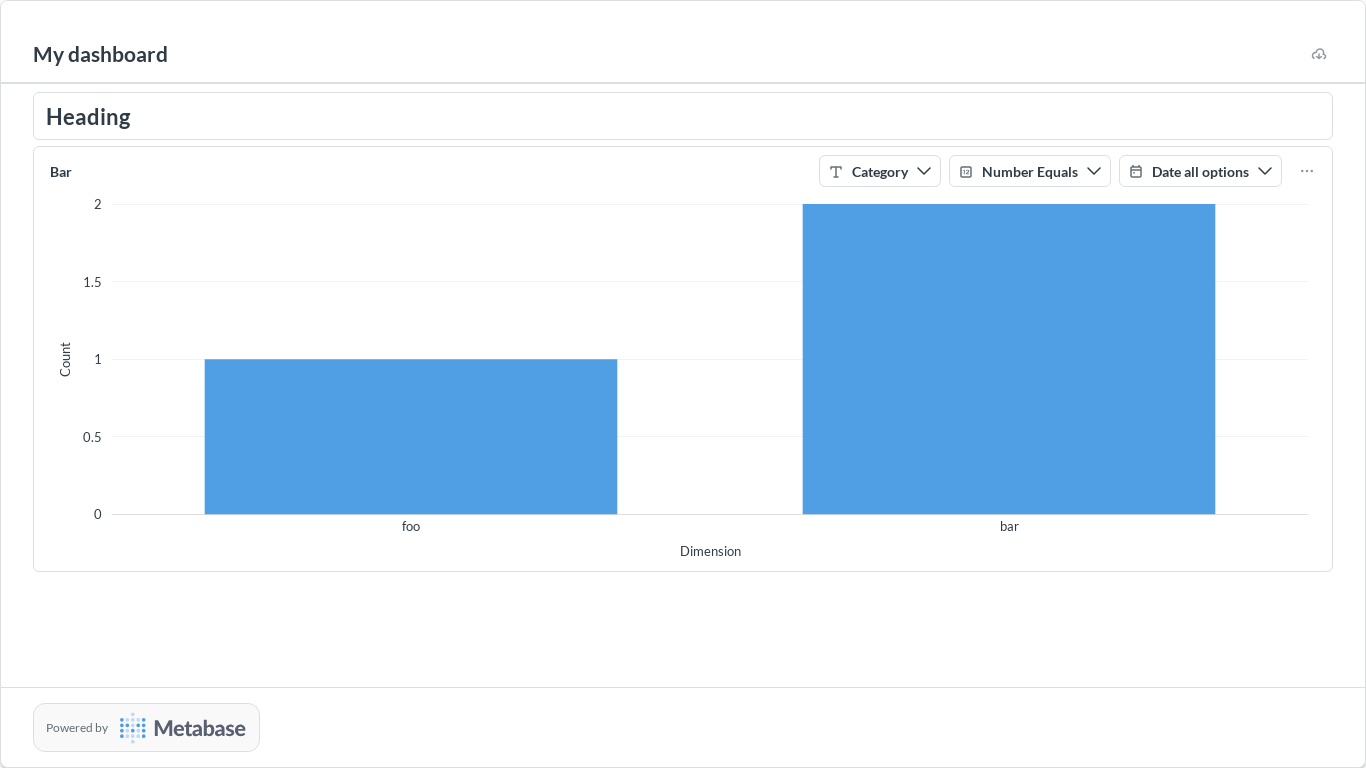 My dashboard
Heading
Bar
Category
Number Equals
Date all options
2
1.5
1
0.5
0
Count
foo
bar
Dimension
Powered by Metabase